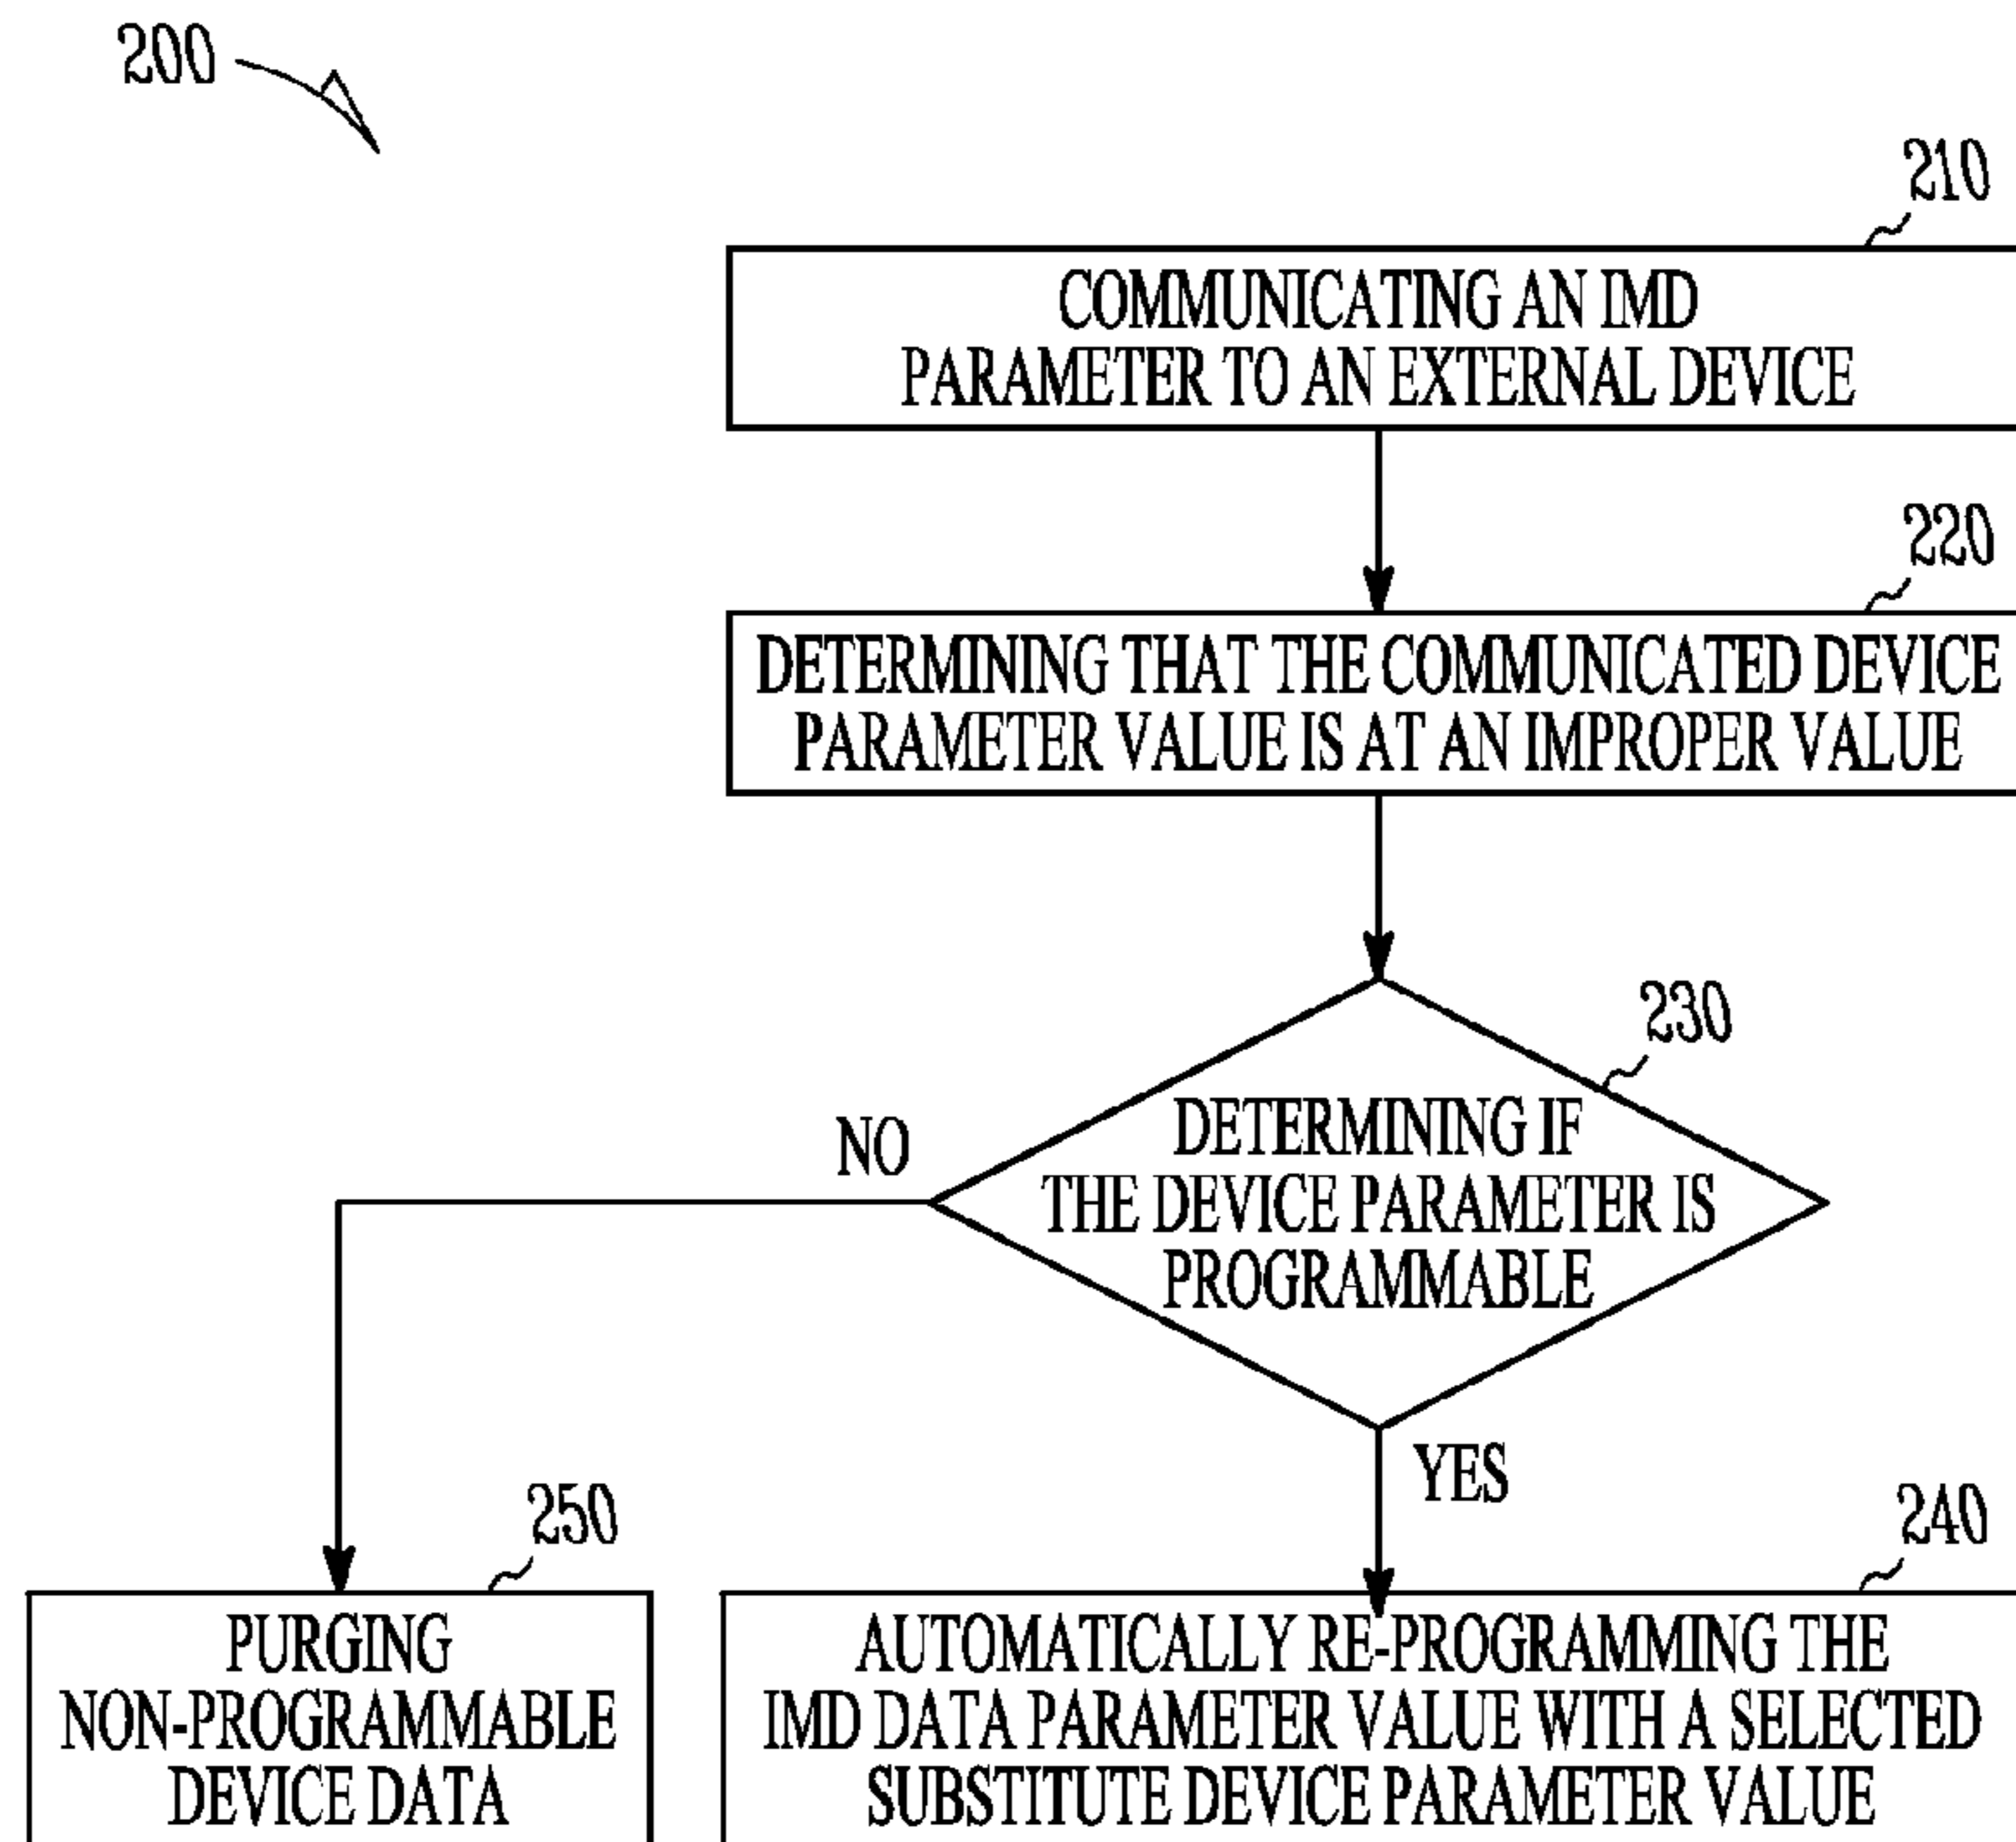 200
210
COMMUNICATING AN IMD
PARAMETER TO AN EXTERNAL DEVICE
220
DETERMINING THAT THE COMMUNICATED DEVICE
PARAMETER VALUE IS AT AN IMPROPER VALUE
230
DETERMINING IF
THE DEVICE PARAMETER IS
PROGRAMMABLE
NO
YES
250
PURGING
NON-PROGRAMMABLE
DEVICE DATA
240
AUTOMATICALLY RE-PROGRAMMING THE
IMD DATA PARAMETER VALUE WITH A SELECTED
SUBSTITUTE DEVICE PARAMETER VALUE